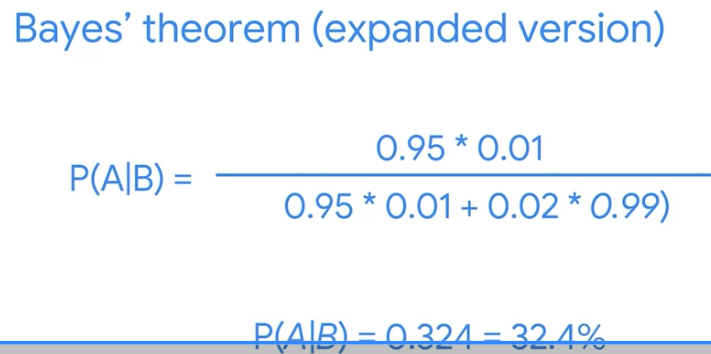 Bayes’ theorem (expanded version)
0.95 * 0.01
P(A|B) =
0.95 * 0.01 + 0.02 * 0.99)
P(A|B) = 0.324 = 32.4%